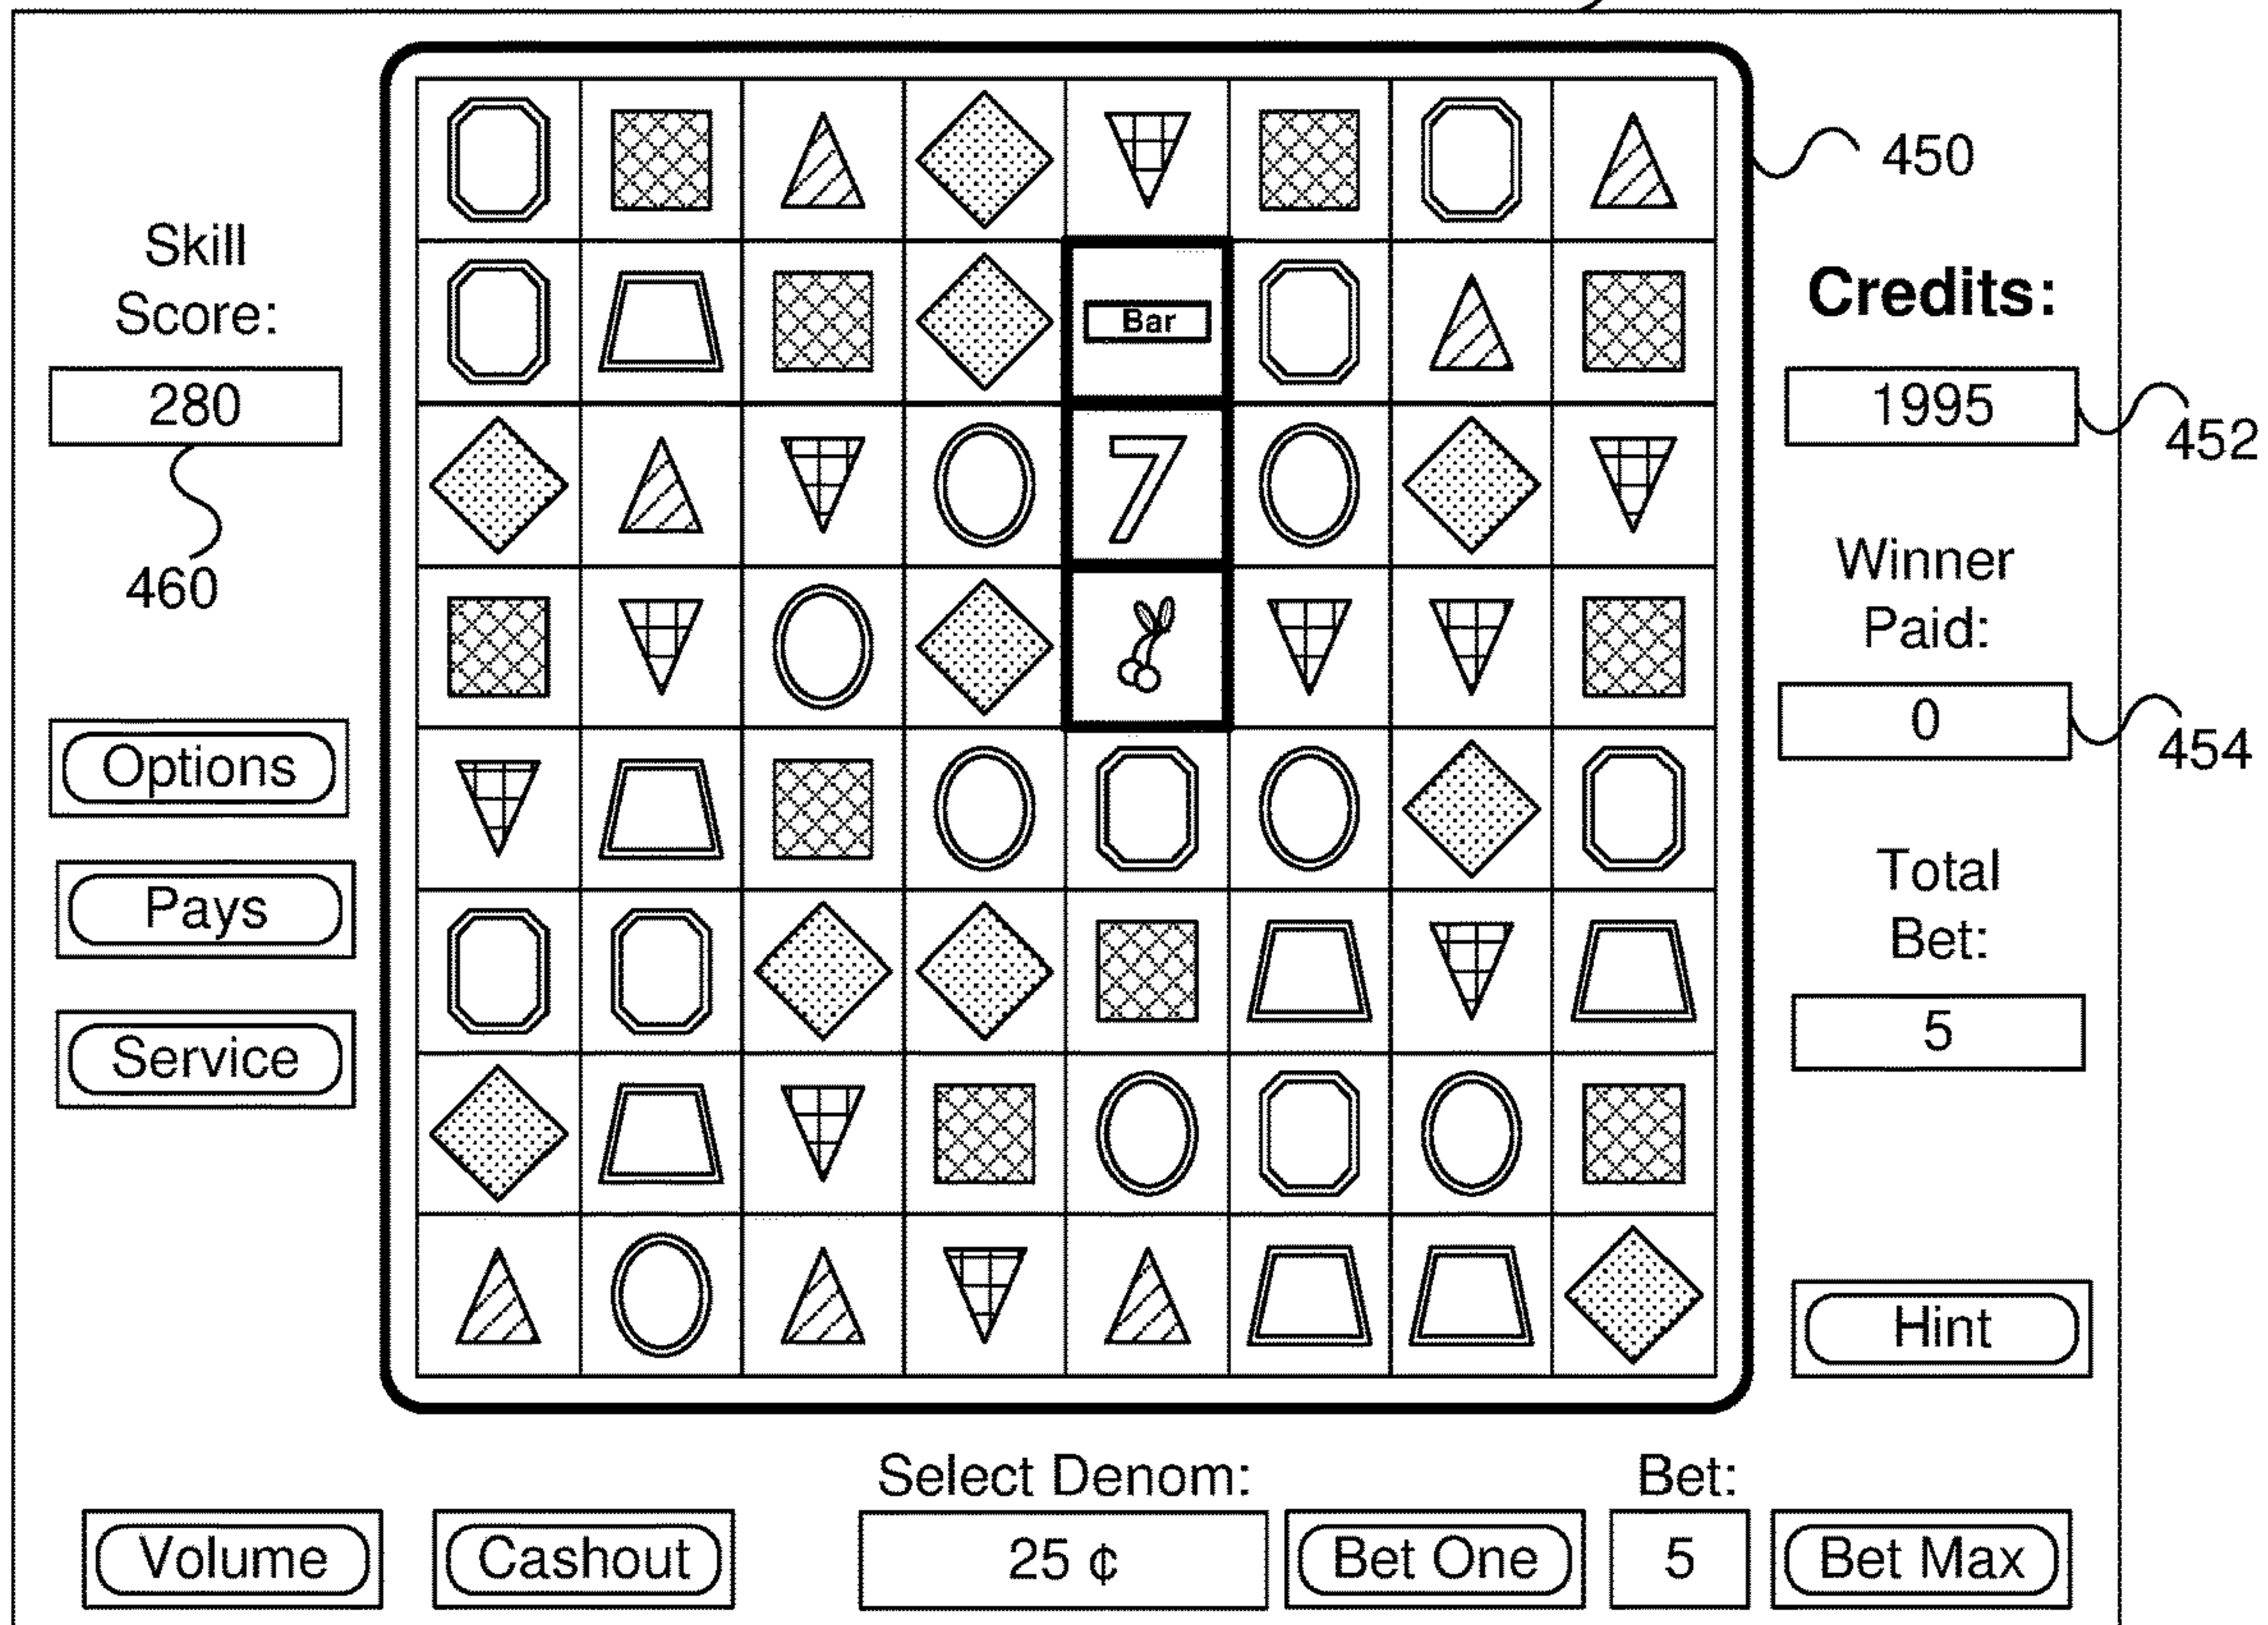 450
Skill
Score:
280
460
Options
Pays
Service
Bar
7
Credits:
1995
452
Winner
Paid:
0
454
Total
Bet:
5
Hint
Select Denom:
Bet:
Volume
Cashout
25 ¢
Bet One
5
Bet Max